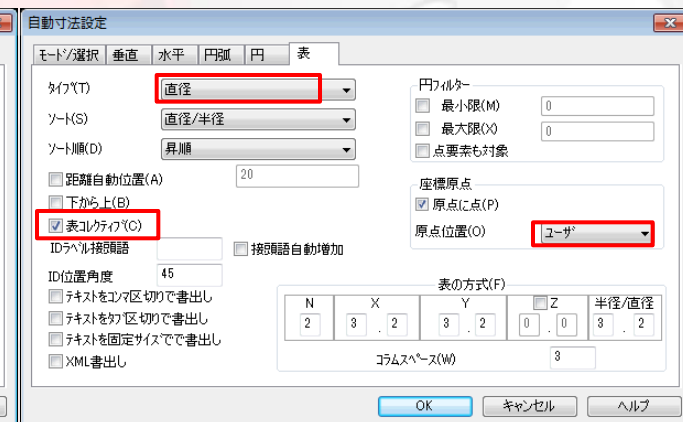 自動寸法設定
モード/選択 垂直 水平 円弧 円 表
タイプ(T) 直径
ソート(S) 直径/半径
ソート順(D) 昇順
距離自動位置(A) 20
下から上(B)
表コレクティブ(C)
IDラベル接頭語 接頭語自動増加
ID位置角度 45
テキストをコンマ区切りで書出し
テキストをタブ区切りで書出し
テキストを固定サイズでで書出し
XML書出し
円フィルター
最小限(M) 0
最大限(X) 0
点要素も対象
座標原点
原点に点(P)
原点位置(O) ユーザ
表の方式(F)
N X Y Z 半径/直径
2 3 . 2 3 . 2 0 . 0 3 . 2
コラムスペース(W) 3
OK キャンセル ヘルプ